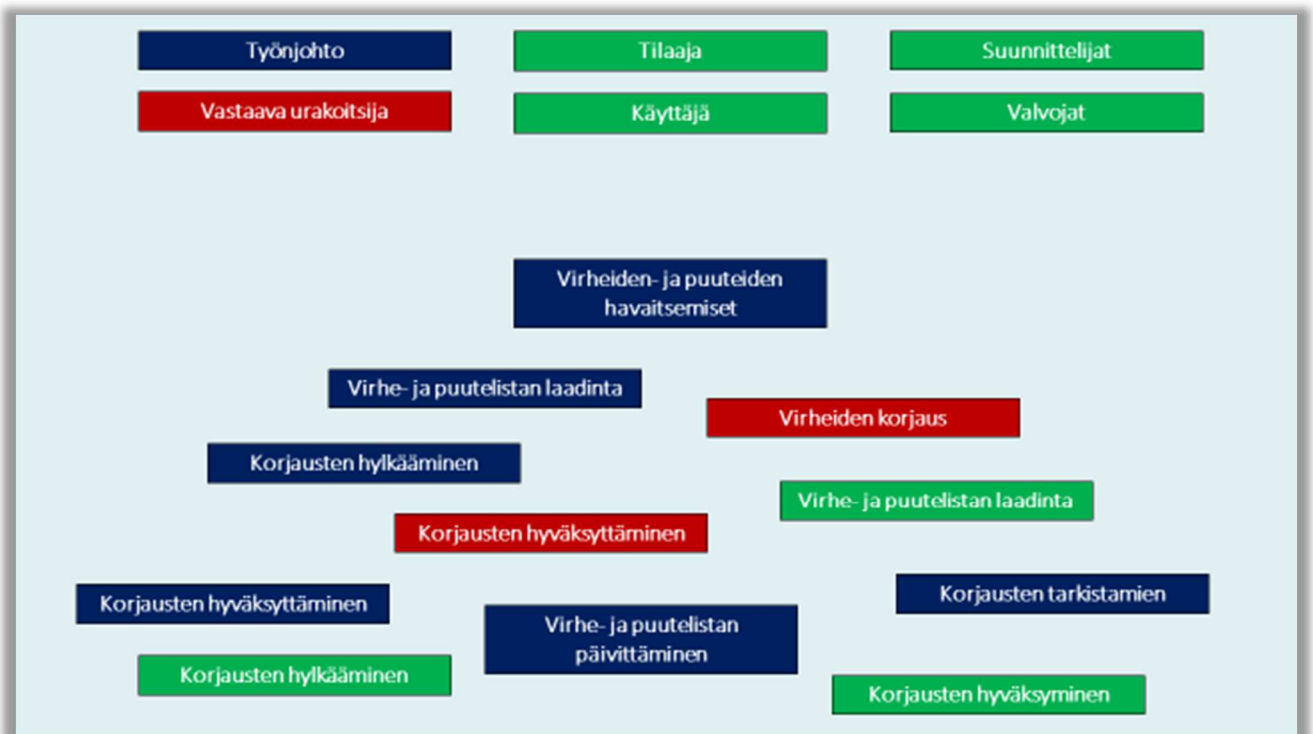 Työnjohto
Tilaaja
Suunnittelijat
Vastaava urakoitsija
Käyttäjä
Valvojat
Virheiden- ja puuteiden
havaitsemiset
Virhe- ja puutelistan laadinta
Virheiden korjaus
Korjausten hylkääminen
Virhe- ja puutelistan laadinta
Korjausten hyväksyttäminen
Korjausten hyväksyttäminen
Korjausten tarkistamien
Virhe- ja puutelistan
päivittäminen
Korjausten hylkääminen
Korjausten hyväksyminen